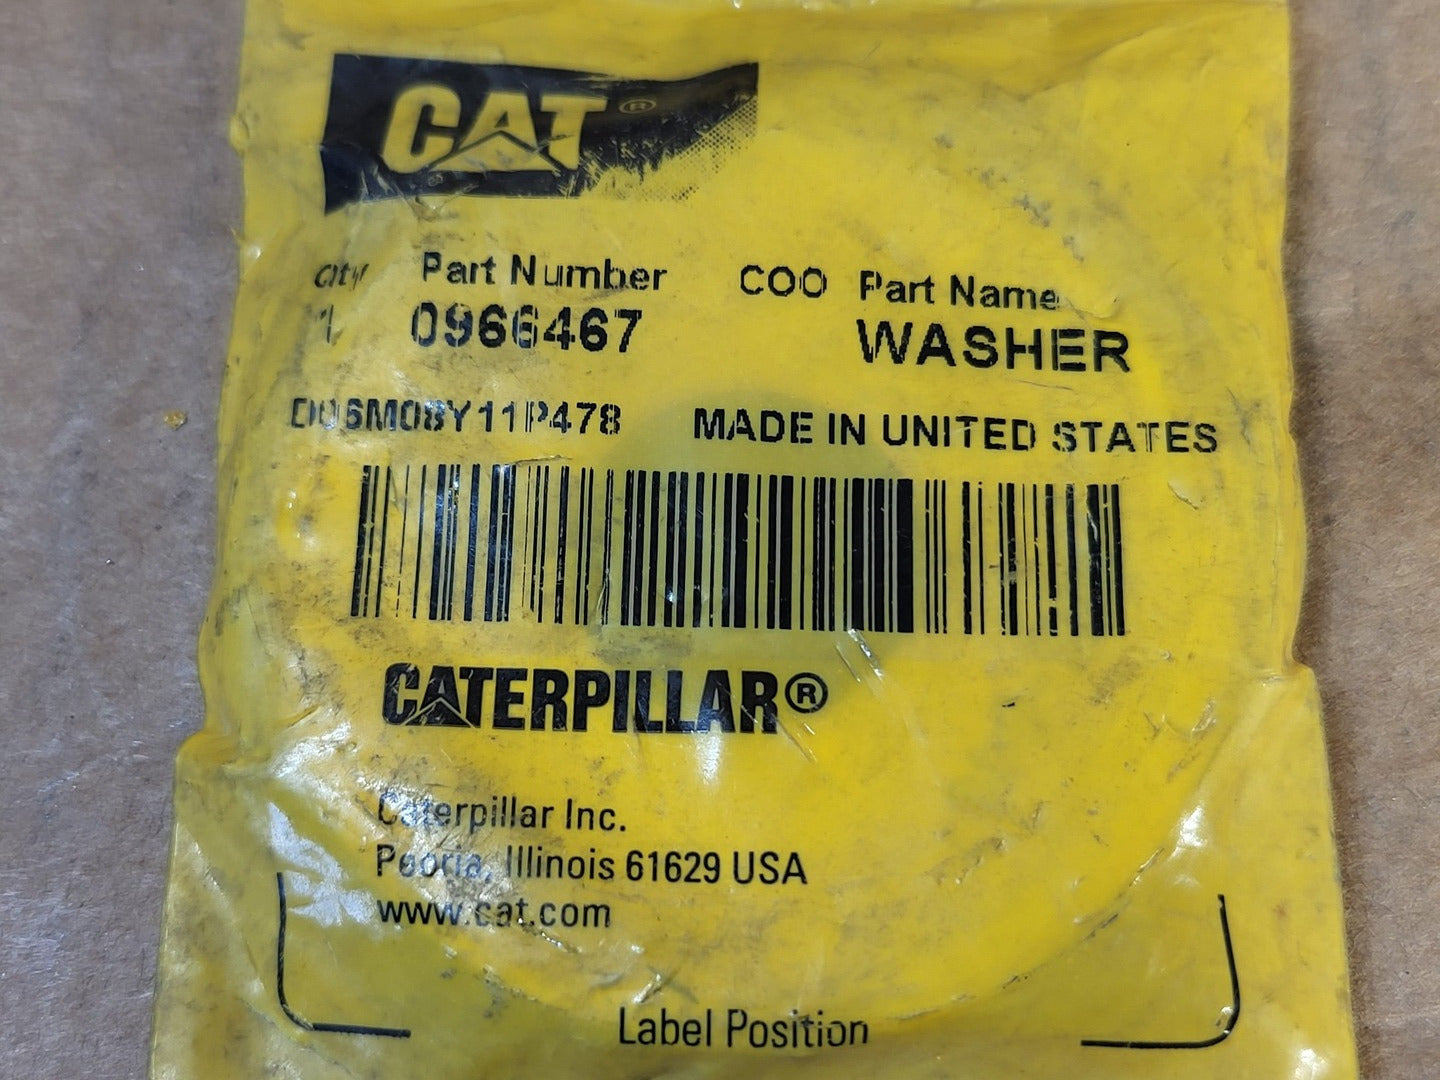 CAT®
Qty Part Number COO Part Name
1 0966467 WASHER
D06M08Y11P478 MADE IN UNITED STATES
CATERPILLAR®
Caterpillar Inc.
Peoria, Illinois 61629 USA
www.cat.com
Label Position